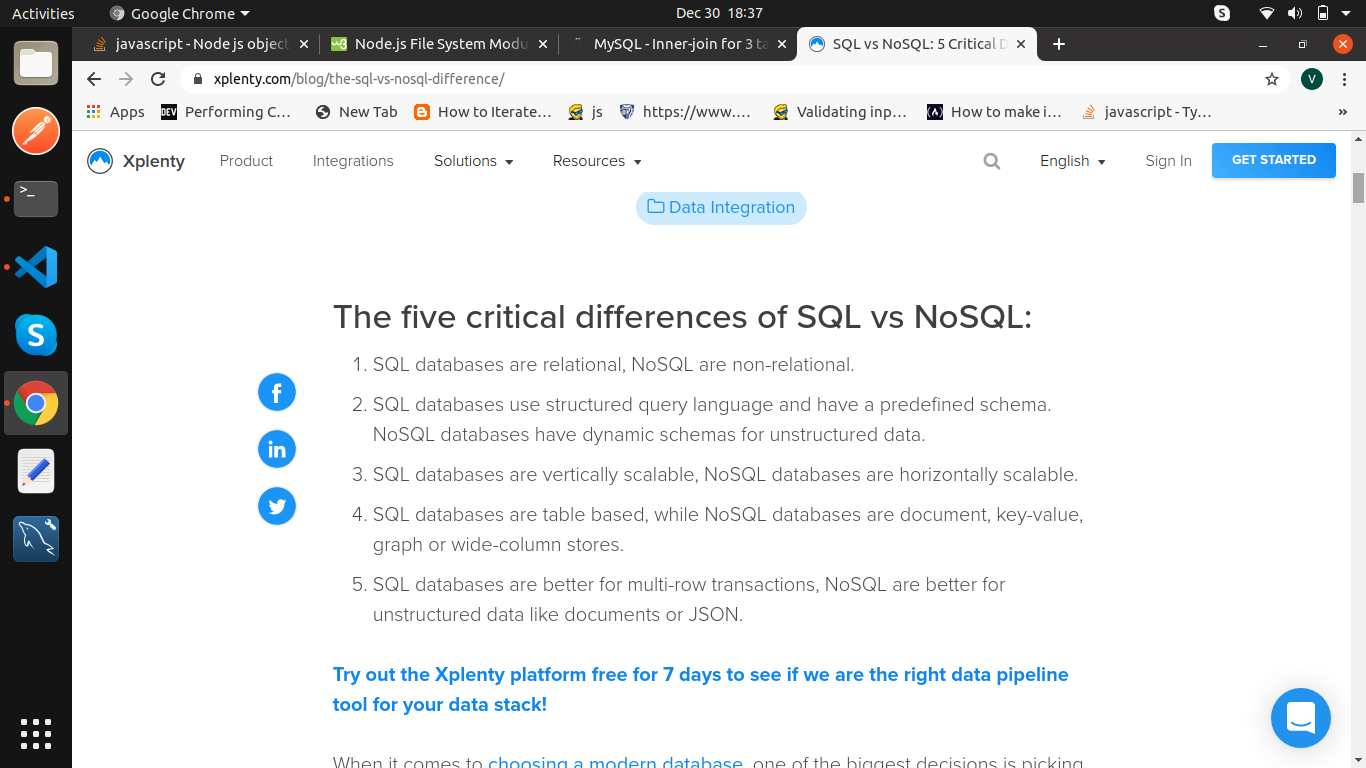 Activities
Google Chrome
Dec 30 18:37
javascript - Node js object
Node.js File System Modu
MySQL - Inner-join for 3 ta
SQL vs NoSQL: 5 Critical D
xplenty.com/blog/the-sql-vs-nosql-difference/
V
Apps
DEV
Performing C…
New Tab
How to Iterate…
js
https://www.…
Validating inp…
How to make i…
javascript - Ty…
»
Xplenty
Product
Integrations
Solutions
Resources
English
Sign In
GET STARTED
Data Integration
The five critical differences of SQL vs NoSQL:
1. SQL databases are relational, NoSQL are non-relational.
2. SQL databases use structured query language and have a predefined schema.
NoSQL databases have dynamic schemas for unstructured data.
3. SQL databases are vertically scalable, NoSQL databases are horizontally scalable.
4. SQL databases are table based, while NoSQL databases are document, key-value,
graph or wide-column stores.
5. SQL databases are better for multi-row transactions, NoSQL are better for
unstructured data like documents or JSON.
Try out the Xplenty platform free for 7 days to see if we are the right data pipeline
tool for your data stack!
When it comes to choosing a modern database, one of the biggest decisions is picking